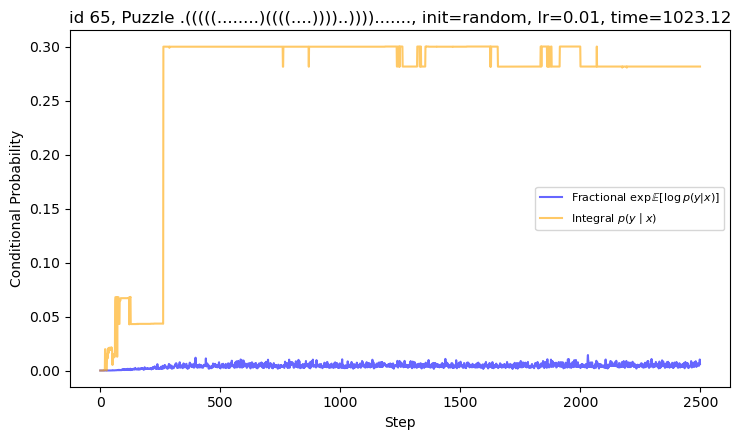 id 65, Puzzle .(((((........)((((....))))..))))......., init=random, lr=0.01, time=1023.12
0.30
0.25
0.20
0.15
0.10
0.05
0.00
Conditional Probability
Fractional exp𝔼[log p(y|x)]
Integral p(y | x)
0 500 1000 1500 2000 2500
Step